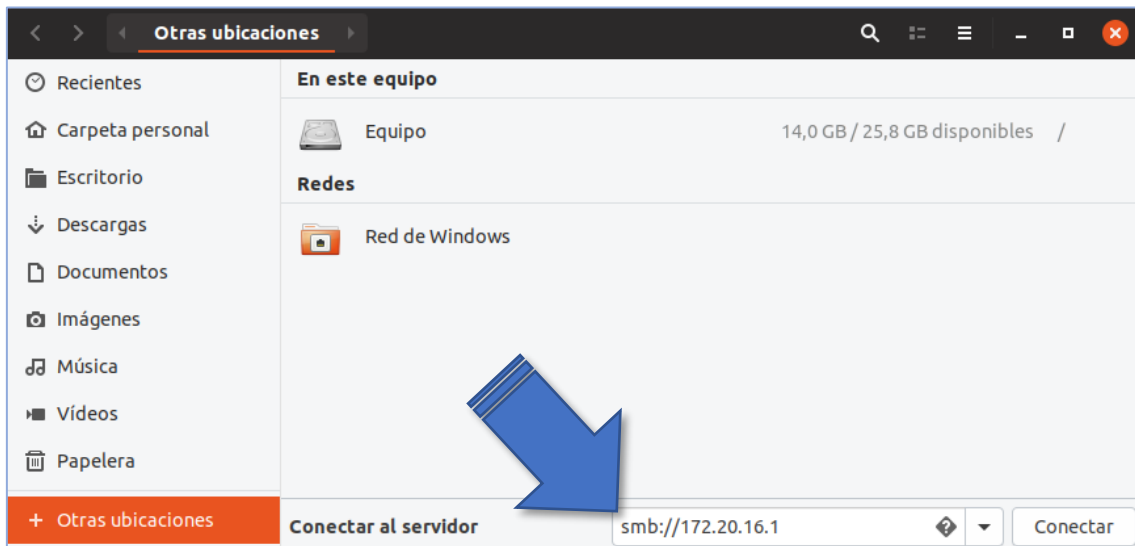 Otras ubicaciones
Recientes
Carpeta personal
Escritorio
Descargas
Documentos
Imágenes
Música
Vídeos
Papelera
+ Otras ubicaciones
En este equipo
Equipo 14,0 GB / 25,8 GB disponibles /
Redes
Red de Windows
Conectar al servidor smb://172.20.16.1 Conectar